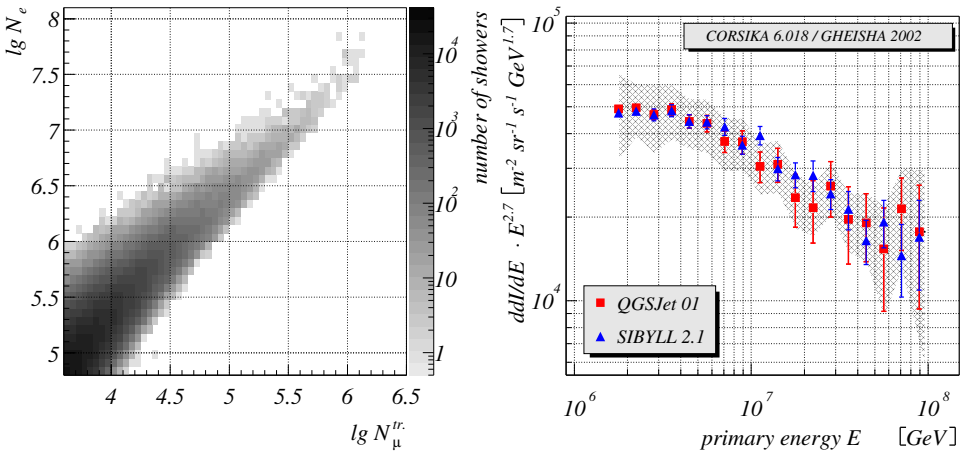 lg N_e
8
7.5
7
6.5
6
5.5
5
4 4.5 5 5.5 6 6.5
lg N_μ^tr.
10^4
10^3
10^2
10
1
number of showers
ddI/dE · E^2.7 [m^-2 sr^-1 s^-1 GeV^1.7]
10^5
10^4
CORSIKA 6.018 / GHEISHA 2002
QGSJet 01
SIBYLL 2.1
10^6 10^7 10^8
primary energy E [GeV]